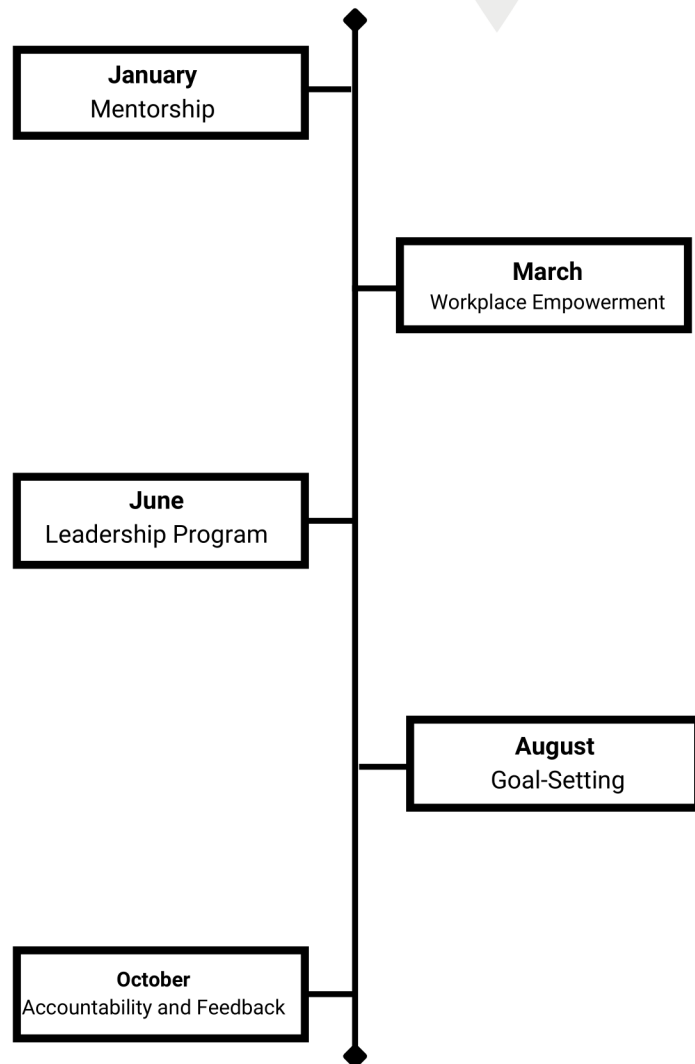 January
Mentorship
March
Workplace Empowerment
June
Leadership Program
August
Goal-Setting
October
Accountability and Feedback